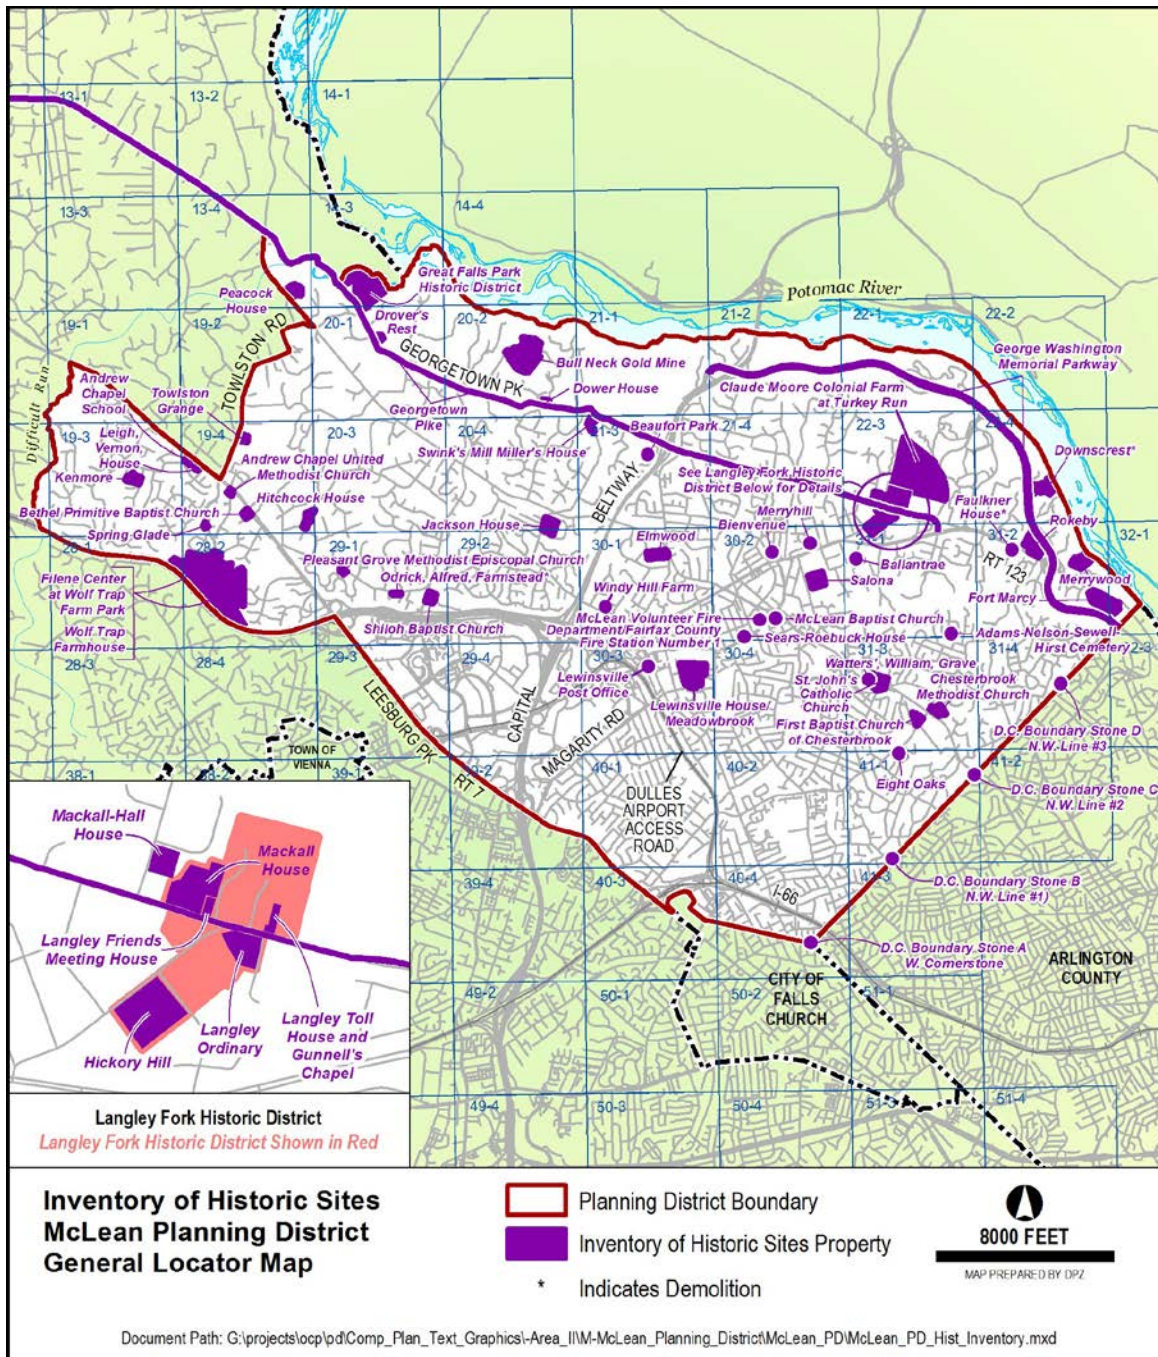 13-1
13-2
14-1
13-3
13-4
14-3
14-4
Great Falls Park
Historic District
Potomac River
Peacock
House
Drover's
Rest
19-1
19-2
20-1
20-2
21-1
22-1
22-2
TOWLSTON RD
GEORGETOWN PK
Bull Neck Gold Mine
George Washington
Memorial Parkway
Difficult Run
Andrew
Chapel
School
Towlston
Grange
Dower House
Claude Moore Colonial Farm
at Turkey Run
Georgetown
Pike
19-3
19-4
20-3
20-4
21-3
21-4
22-3
22-4
Leigh,
Vernon,
House
Swink's Mill Miller's House
Beaufort Park
Kenmore
Andrew Chapel United
Methodist Church
BELTWAY
See Langley Fork Historic
District Below for Details
Downscrest*
Hitchcock House
Faulkner
House*
Bethel Primitive Baptist Church
Jackson House
Merryhill
Bienvenue
Rokeby
Spring Glade
Elmwood
28-1
28-2
29-1
29-2
30-1
30-2
31-1
31-2
32-1
Pleasant Grove Methodist Episcopal Church
Ballantrae
RT 123
Filene Center
at Wolf Trap
Farm Park
Odrick, Alfred, Farmstead*
Salona
Merrywood
Windy Hill Farm
Fort Marcy
Wolf Trap
Farmhouse
Shiloh Baptist Church
McLean Volunteer Fire
Department/Fairfax County
Fire Station Number 1
McLean Baptist Church
Sears-Roebuck House
Adams-Nelson-Sewell-
Hirst Cemetery
28-3
28-4
29-3
29-4
30-3
30-4
31-3
31-4
32-3
Lewinsville
Post Office
Watters', William, Grave
St. John's
Catholic
Church
Chesterbrook
Methodist Church
LEESBURG PK
RT 7
CAPITAL
MAGARITY RD
Lewinsville House/
Meadowbrook
First Baptist Church
of Chesterbrook
D.C. Boundary Stone D
N.W. Line #3
TOWN OF
VIENNA
38-1
38-2
39-1
39-2
40-1
40-2
41-1
41-2
DULLES
AIRPORT
ACCESS
ROAD
Eight Oaks
D.C. Boundary Stone C
N.W. Line #2
39-4
40-3
40-4
41-3
I-66
D.C. Boundary Stone B
N.W. Line #1)
D.C. Boundary Stone A
W. Cornerstone
ARLINGTON
COUNTY
CITY OF
FALLS
CHURCH
49-2
50-1
50-2
51-1
49-4
50-3
50-4
51-3
51-4
Mackall-Hall
House
Mackall
House
Langley Friends
Meeting House
Hickory Hill
Langley
Ordinary
Langley Toll
House and
Gunnell's
Chapel
Langley Fork Historic District
Langley Fork Historic District Shown in Red
Inventory of Historic Sites
McLean Planning District
General Locator Map
Planning District Boundary
Inventory of Historic Sites Property
* Indicates Demolition
8000 FEET
MAP PREPARED BY DPZ
Document Path: G:\projects\ocp\pd\Comp_Plan_Text_Graphics\-Area_II\M-McLean_Planning_District\McLean_PD\McLean_PD_Hist_Inventory.mxd